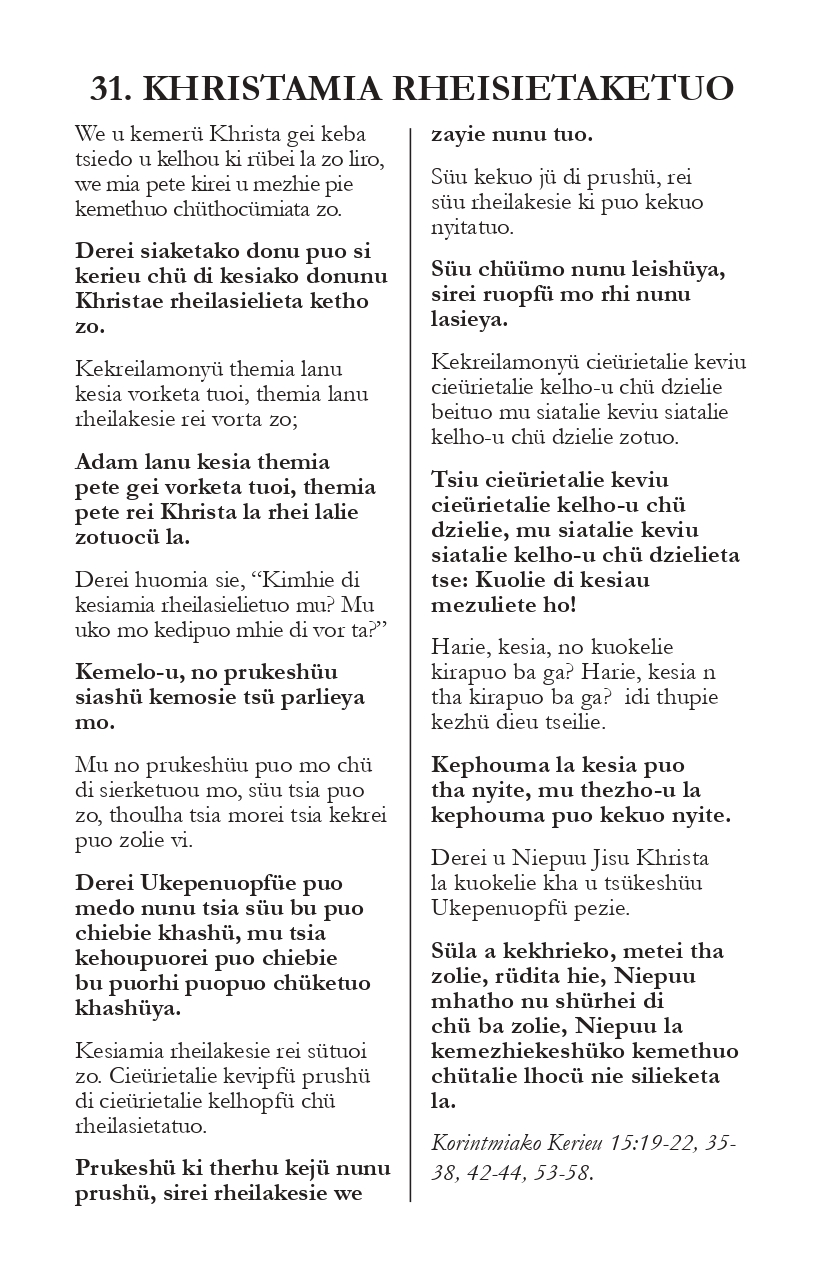 31. KHRISTAMIA RHEISIETAKETUO
We u kemerü Khrista gei keba
tsiedo u kelhou ki rübei la zo liro,
we mia pete kirei u mezhie pie
kemethuo chüthocümiata zo.
Derei siaketako donu puo si
kerieu chü di kesiako donunu
Khristae rheilasielieta ketho
zo.
Kekreilamonyü themia lanu
kesia vorketa tuoi, themia lanu
rheilakesie rei vorta zo;
Adam lanu kesia themia
pete gei vorketa tuoi, themia
pete rei Khrista la rhei lalie
zotuocü la.
Derei huomia sie, “Kimhie di
kesiamia rheilasielietuo mu? Mu
uko mo kedipuo mhie di vor ta?”
Kemelo-u, no prukeshüu
siashü kemosie tsü parlieya
mo.
Mu no prukeshüu puo mo chü
di sierketuou mo, süu tsia puo
zo, thoulha tsia morei tsia kekrei
puo zolie vi.
Derei Ukepenuopfüe puo
medo nunu tsia süu bu puo
chiebie khashü, mu tsia
kehoupuorei puo chiebie
bu puorhi puopuo chüketuo
khashüya.
Kesiamia rheilakesie rei sütuoi
zo. Cieürietalie kevipfü prushü
di cieürietalie kelhopfü chü
rheilasietatuo.
Prukeshü ki therhu kejü nunu
prushü, sirei rheilakesie we
zayie nunu tuo.
Süu kekuo jü di prushü, rei
süu rheilakesie ki puo kekuo
nyitatuo.
Süu chüümo nunu leishüya,
sirei ruopfü mo rhi nunu
lasieya.
Kekreilamonyü cieürietalie keviu
cieürietalie kelho-u chü dzielie
beituo mu siatalie keviu siatalie
kelho-u chü dzielie zotuo.
Tsiu cieürietalie keviu
cieürietalie kelho-u chü
dzielie, mu siatalie keviu
siatalie kelho-u chü dzielieta
tse: Kuolie di kesiau
mezuliete ho!
Harie, kesia, no kuokelie
kirapuo ba ga? Harie, kesia n
tha kirapuo ba ga?  idi thupie
kezhü dieu tseilie.
Kephouma la kesia puo
tha nyite, mu thezho-u la
kephouma puo kekuo nyite.
Derei u Niepuu Jisu Khrista
la kuokelie kha u tsükeshüu
Ukepenuopfü pezie.
Süla a kekhrieko, metei tha
zolie, rüdita hie, Niepuu
mhatho nu shürhei di
chü ba zolie, Niepuu la
kemezhiekeshüko kemethuo
chütalie lhocü nie silieketa
la.
Korintmiako Kerieu 15:19-22, 35-
38, 42-44, 53-58.